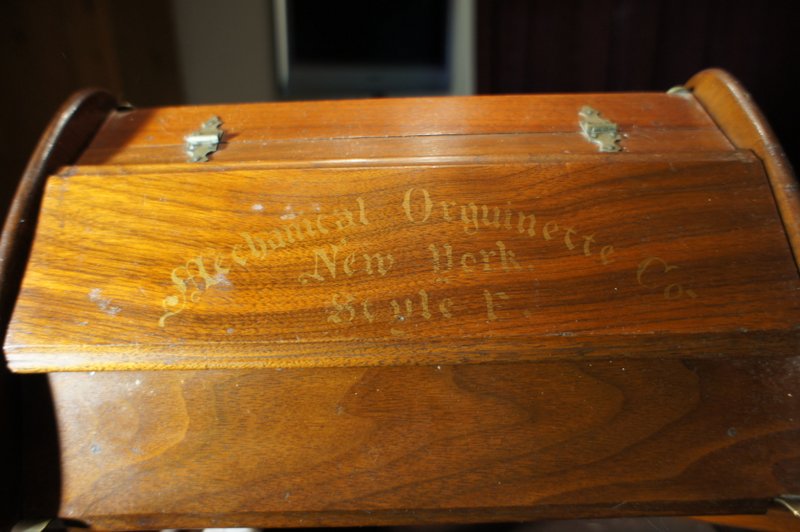 Mechanical Orguinette Co.
New York.
Style F.